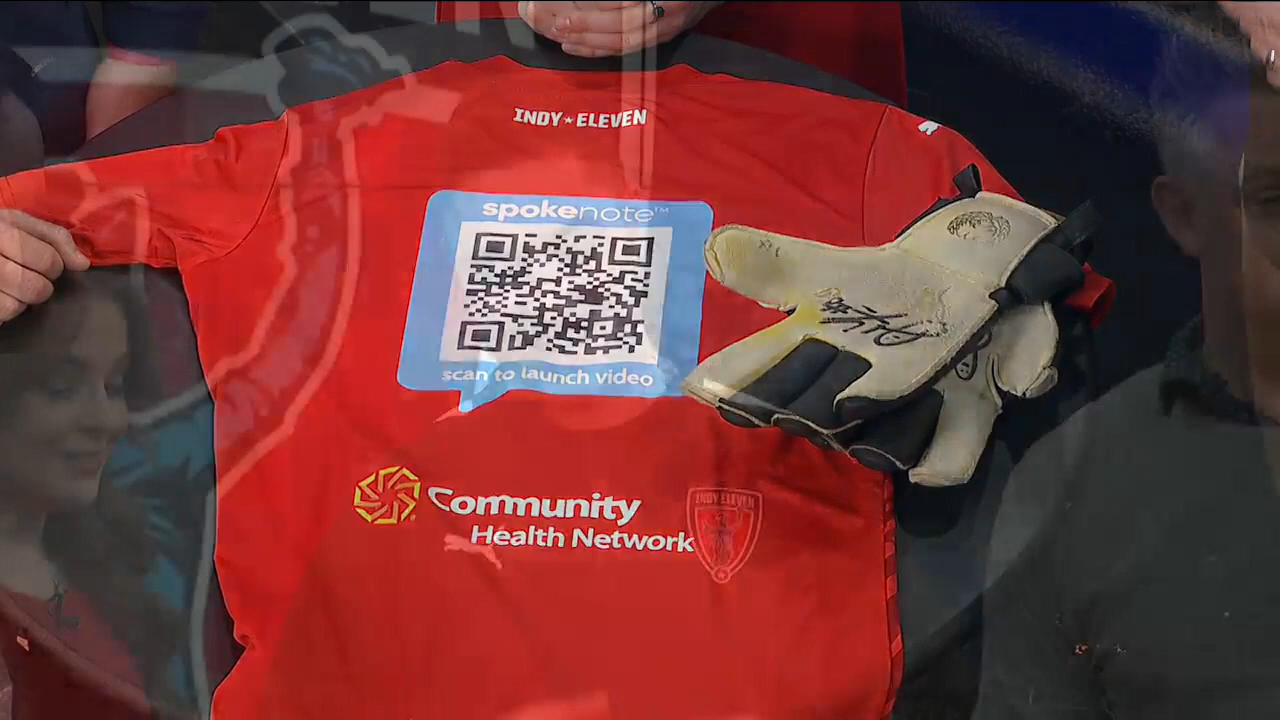 INDY★ELEVEN
spokenote™
scan to launch video
Community
Health Network
INDY ELEVEN